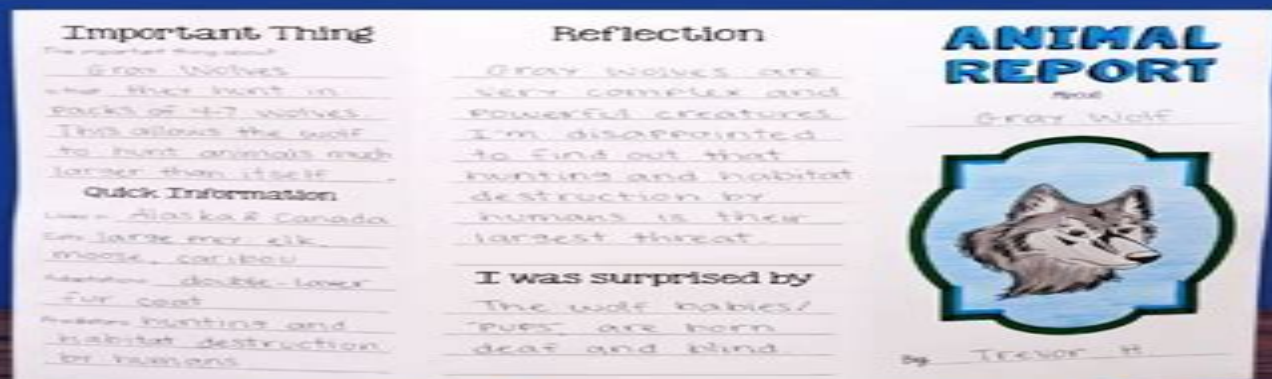 Important Thing
The important thing about
Gray Wolves
is that they hunt in
packs of 4-7 wolves
This allows the wolf
to hunt animals much
larger than itself.
Quick Information
Lives in Alaska & Canada
Eats large prey: elk,
moose, caribou
Adaptations double-layer
fur coat
Predators hunting and
habitat destruction
by humans
Reflection
Gray wolves are
very complex and
powerful creatures
I'm disappointed
to find out that
hunting and habitat
destruction by
humans is their
largest threat.
I was surprised by
The wolf babies/
"pups" are born
deaf and blind.
ANIMAL
REPORT
About
Gray Wolf
By Trevor H.